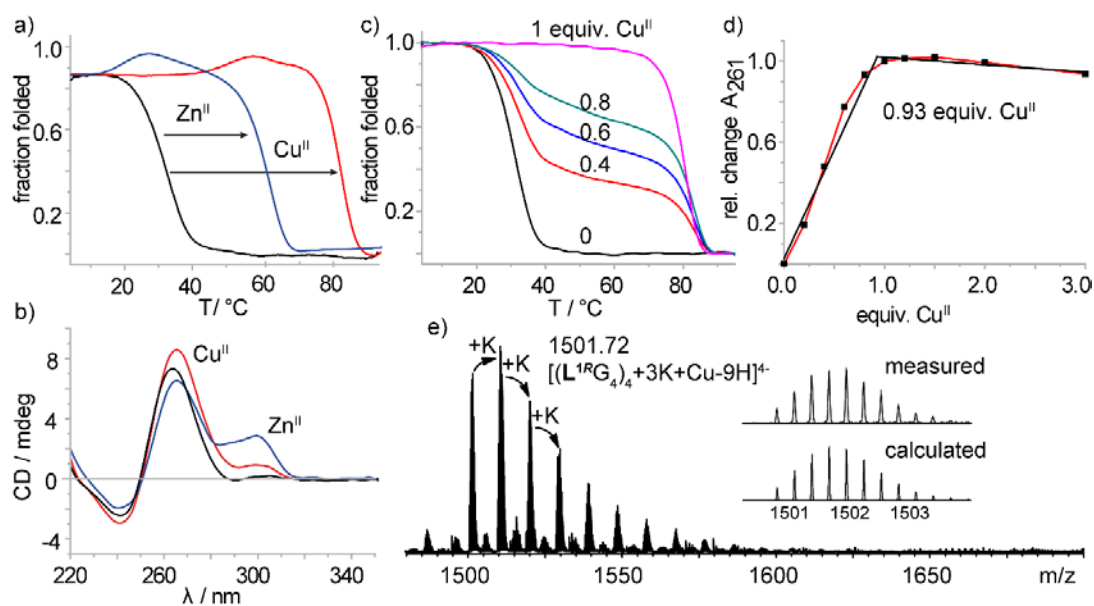 a)
fraction folded
1.0
0.6
0.2
Zn^II
Cu^II
20
40
60
80
T / °C
c)
fraction folded
1.0
0.6
0.2
1 equiv. Cu^II
0.8
0.6
0.4
0
20
40
60
80
T / °C
d)
rel. change A₂₆₁
1.0
0.6
0.2
0.93 equiv. Cu^II
0.0
1.0
2.0
3.0
equiv. Cu^II
b)
CD / mdeg
8
4
0
-4
Cu^II
Zn^II
220
260
300
340
λ / nm
e)
+K
+K
+K
1501.72
[(L^1R G₄)₄+3K+Cu-9H]^4-
measured
calculated
1501
1502
1503
1500
1550
1600
1650
m/z